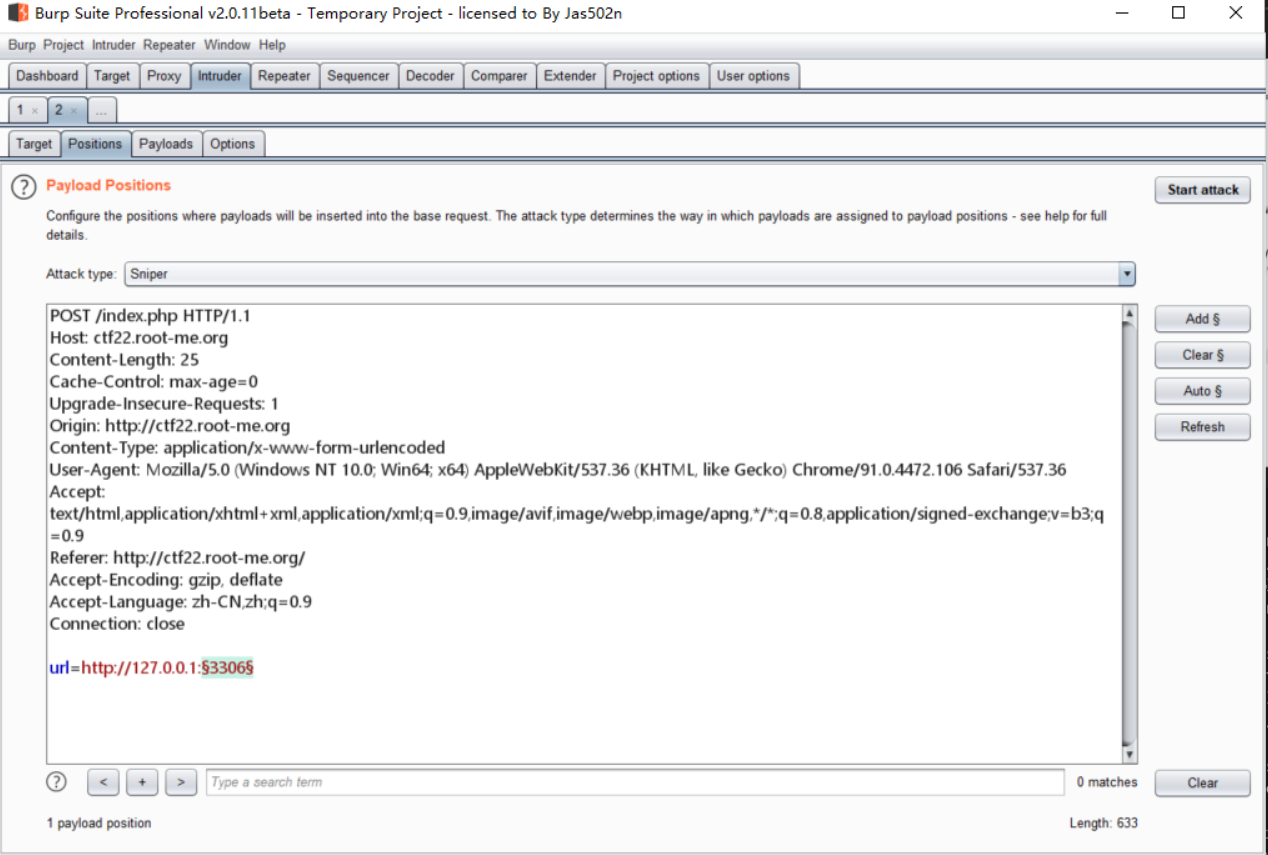 Burp Suite Professional v2.0.11beta - Temporary Project - licensed to By Jas502n
Burp Project Intruder Repeater Window Help
Dashboard Target Proxy Intruder Repeater Sequencer Decoder Comparer Extender Project options User options
1 × 2 × ...
Target Positions Payloads Options
? Payload Positions
Start attack
Configure the positions where payloads will be inserted into the base request. The attack type determines the way in which payloads are assigned to payload positions - see help for full
details.
Attack type: Sniper
POST /index.php HTTP/1.1
Host: ctf22.root-me.org
Content-Length: 25
Cache-Control: max-age=0
Upgrade-Insecure-Requests: 1
Origin: http://ctf22.root-me.org
Content-Type: application/x-www-form-urlencoded
User-Agent: Mozilla/5.0 (Windows NT 10.0; Win64; x64) AppleWebKit/537.36 (KHTML, like Gecko) Chrome/91.0.4472.106 Safari/537.36
Accept:
text/html,application/xhtml+xml,application/xml;q=0.9,image/avif,image/webp,image/apng,*/*;q=0.8,application/signed-exchange;v=b3;q
=0.9
Referer: http://ctf22.root-me.org/
Accept-Encoding: gzip, deflate
Accept-Language: zh-CN,zh;q=0.9
Connection: close
url=http://127.0.0.1:§3306§
Add §
Clear §
Auto §
Refresh
? < + > Type a search term 0 matches Clear
1 payload position Length: 633